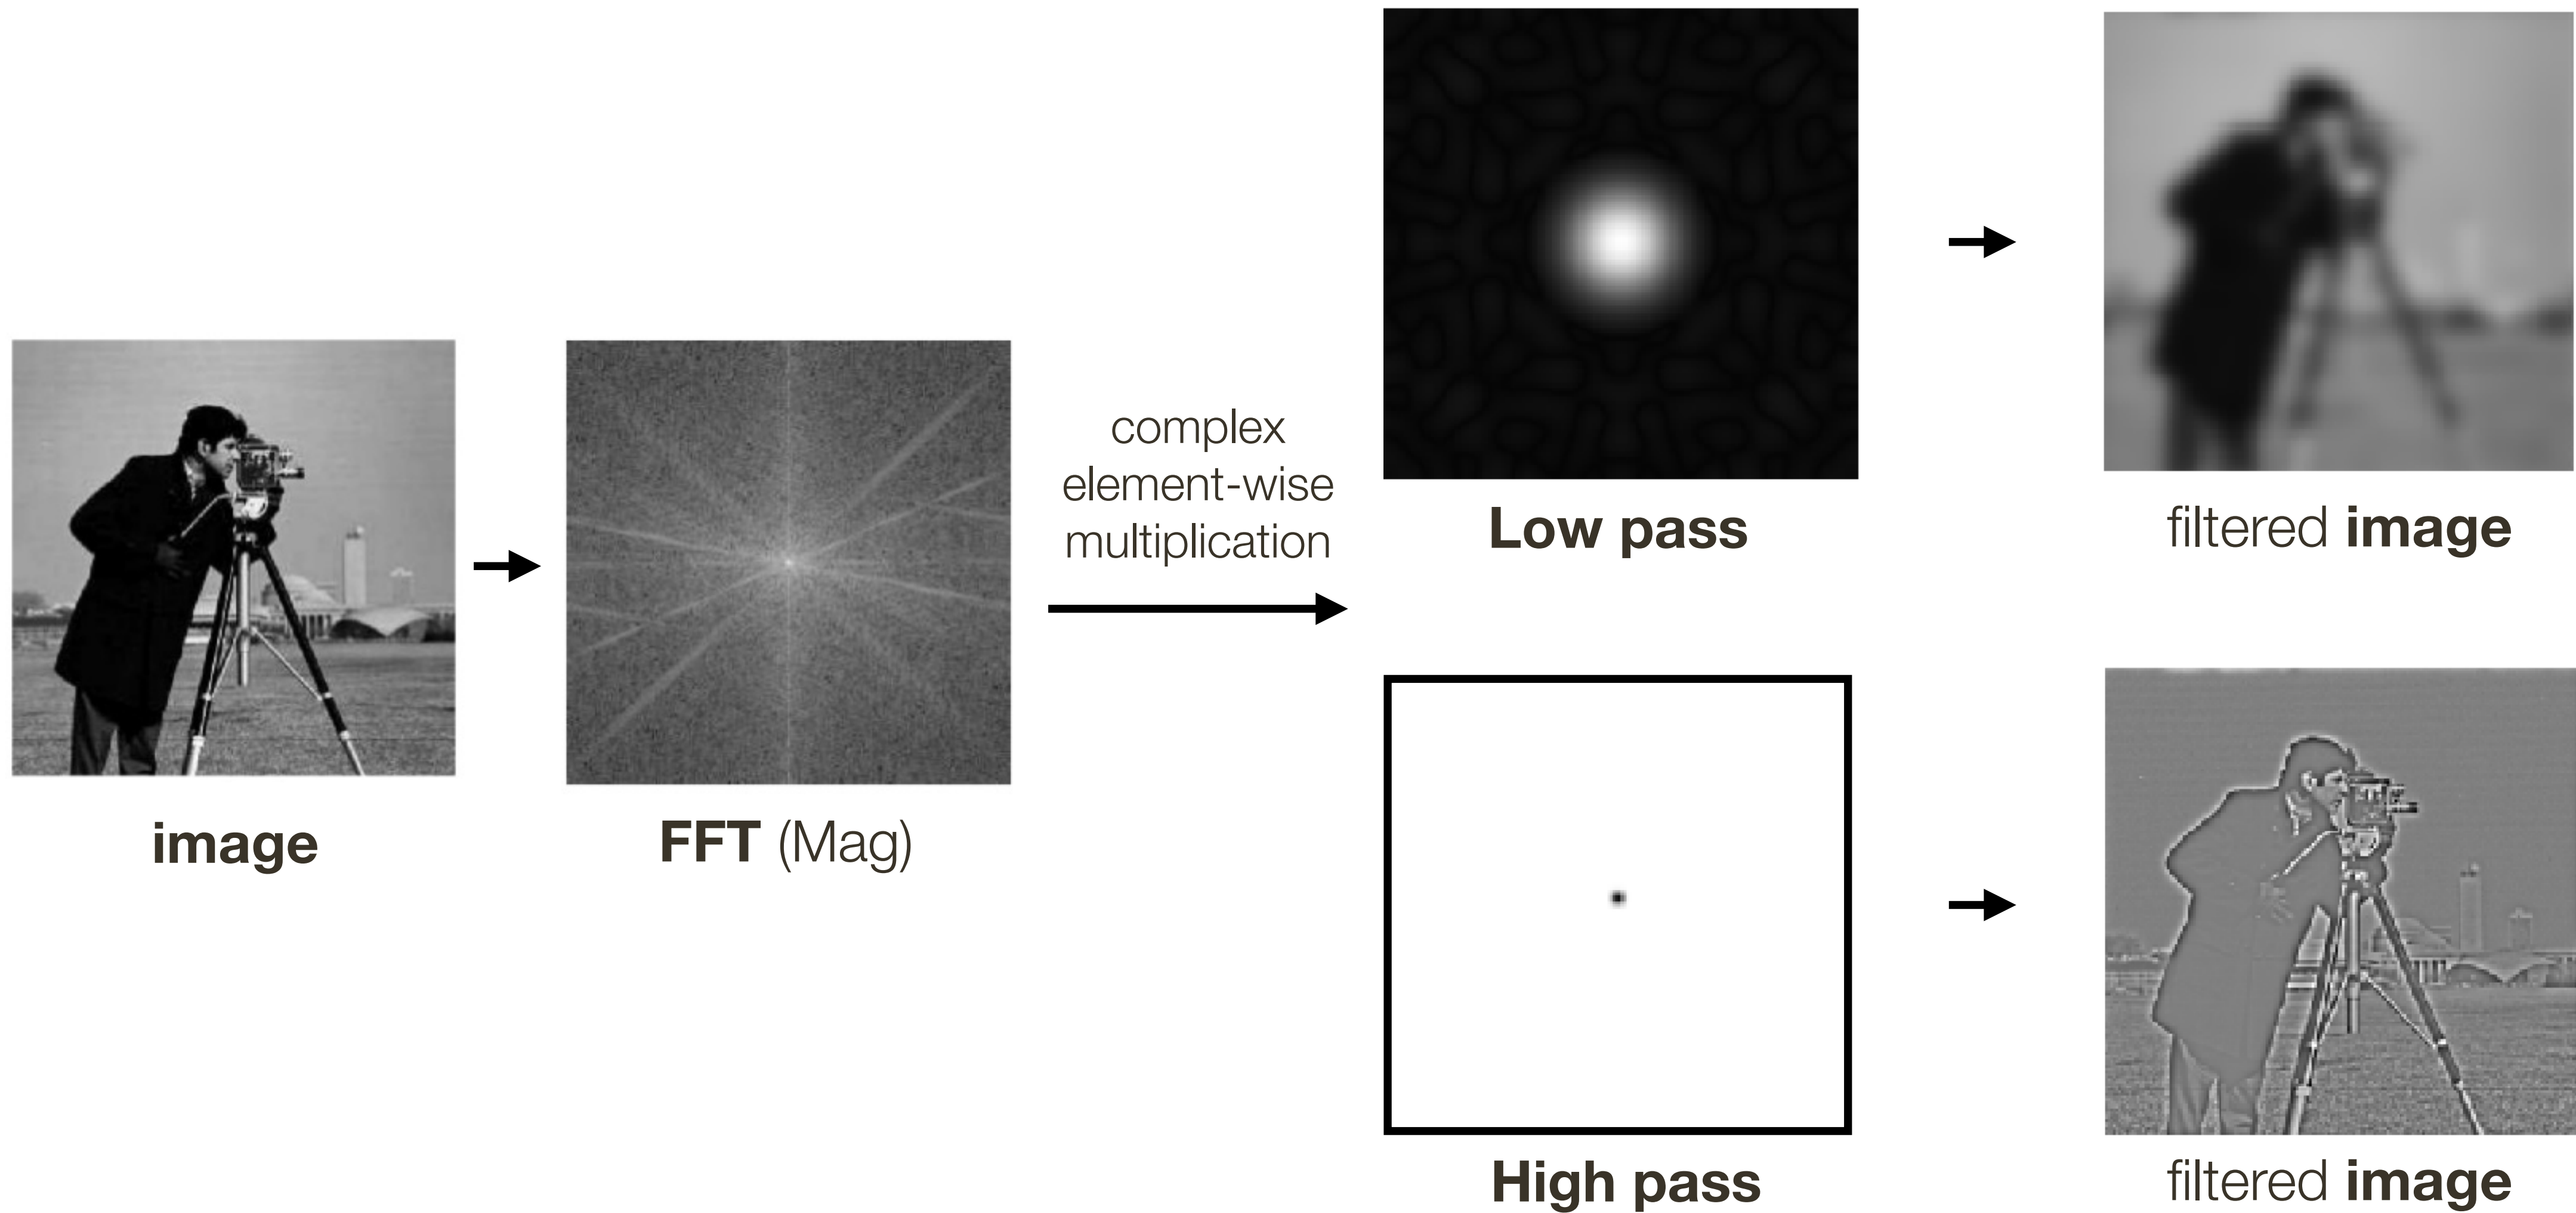 image
FFT (Mag)
complex
element-wise
multiplication
Low pass
filtered image
High pass
filtered image